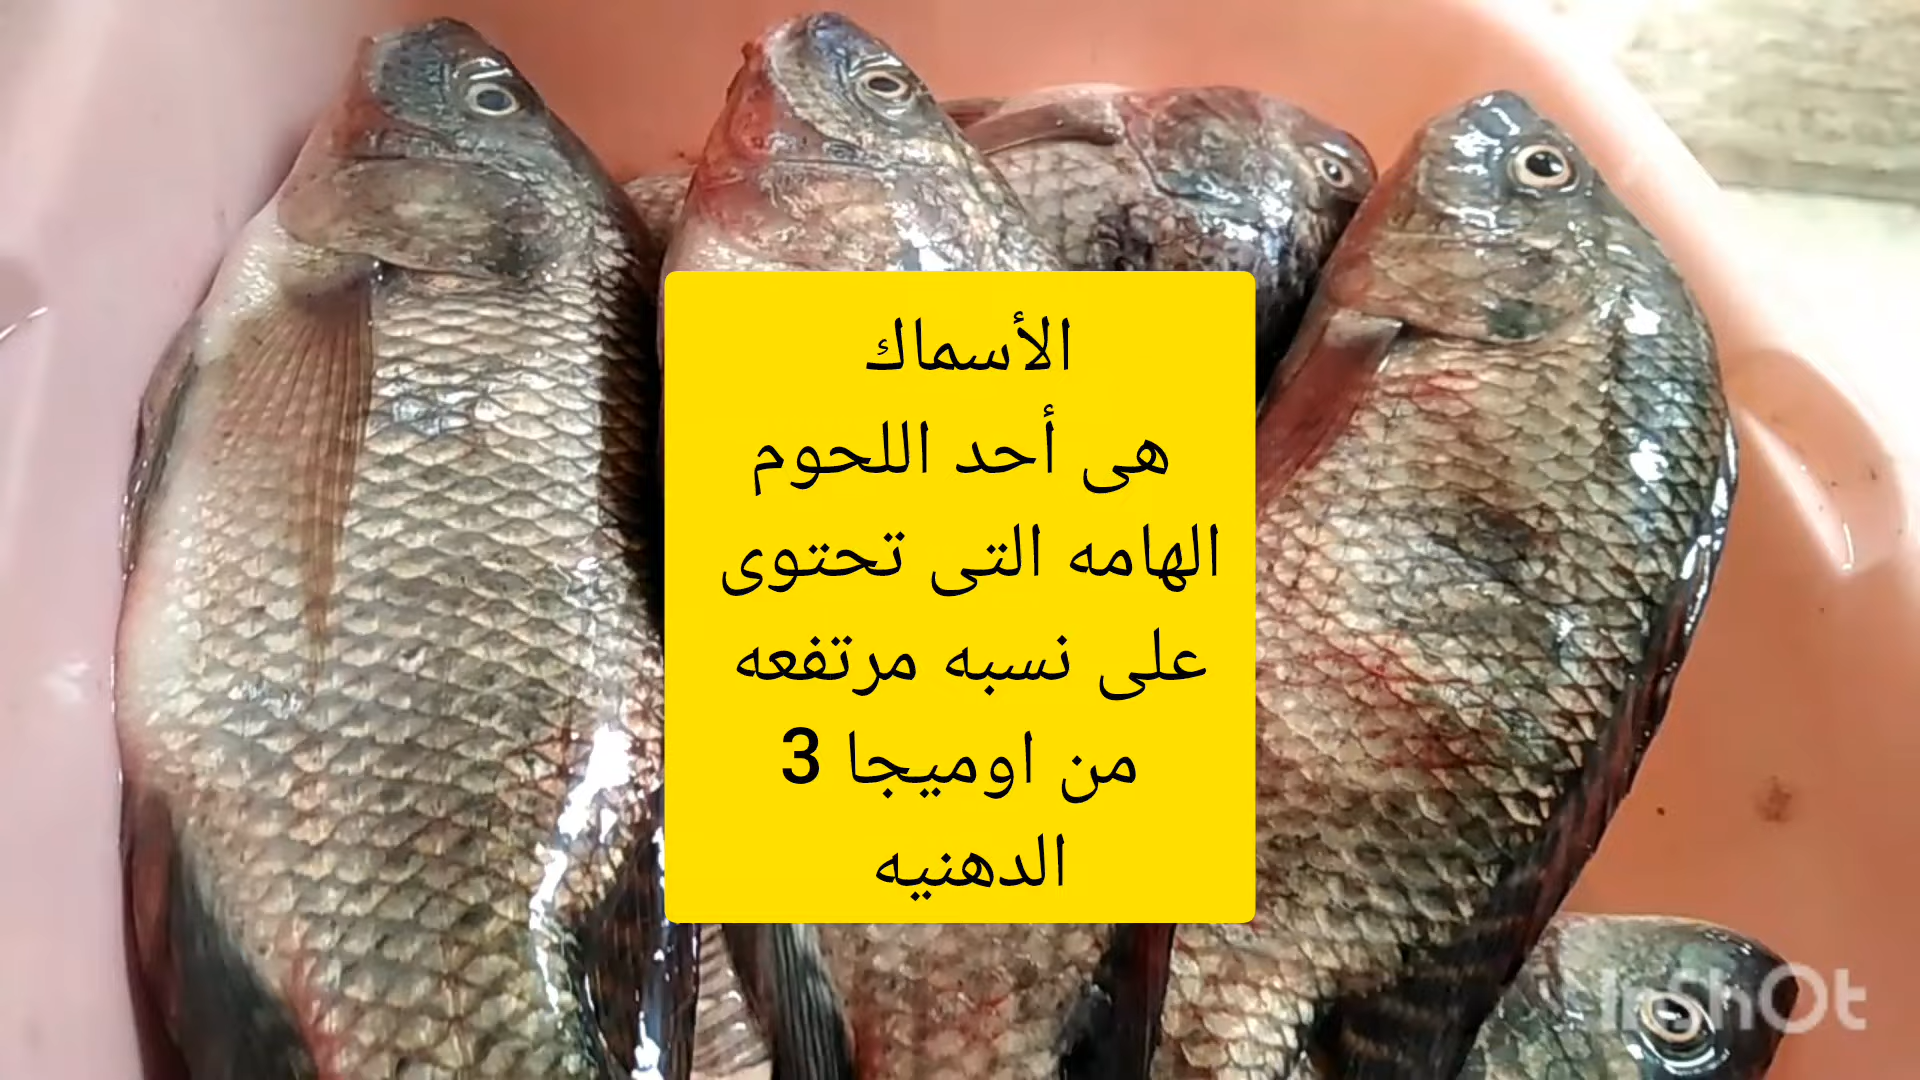 الأسماك
هى أحد اللحوم
الهامه التى تحتوى
على نسبه مرتفعه
من اوميجا 3
الدهنيه
InShOt